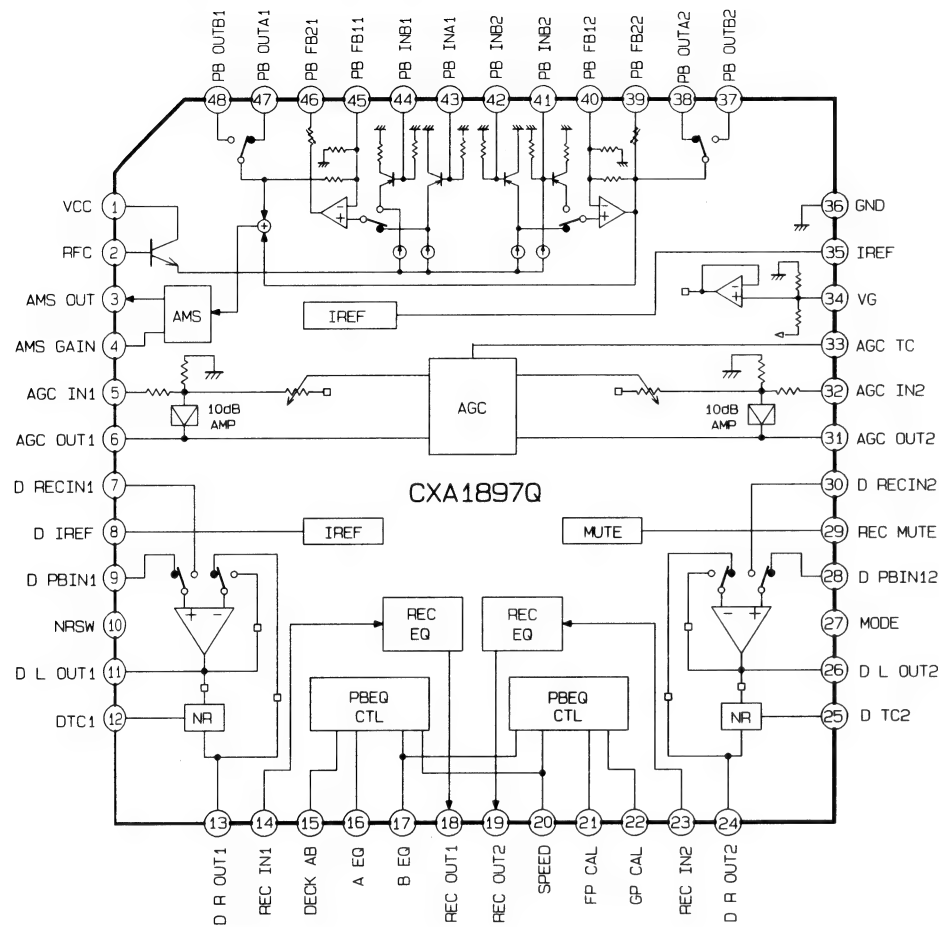 PB OUTB1
PB OUTA1
PB FB21
PB FB11
PB INB1
PB INA1
PB INB2
PB INB2
PB FB12
PB FB22
PB OUTA2
PB OUTB2
48
47
46
45
44
43
42
41
40
39
38
37
VCC
1
RFC
2
AMS OUT
3
AMS GAIN
4
AGC IN1
5
AGC OUT1
6
D RECIN1
7
D IREF
8
D PBIN1
9
NRSW
10
D L OUT1
11
DTC1
12
36
GND
35
IREF
34
VG
33
AGC TC
32
AGC IN2
31
AGC OUT2
30
D RECIN2
29
REC MUTE
28
D PBIN12
27
MODE
26
D L OUT2
25
D TC2
- +
- +
+
- +
AMS
IREF
AGC
10dB
AMP
10dB
AMP
CXA1897Q
IREF
MUTE
+ -
+ -
REC
EQ
REC
EQ
PBEQ
CTL
PBEQ
CTL
NR
NR
13
14
15
16
17
18
19
20
21
22
23
24
D R OUT1
REC IN1
DECK AB
A EQ
B EQ
REC OUT1
REC OUT2
SPEED
FP CAL
GP CAL
REC IN2
D R OUT2